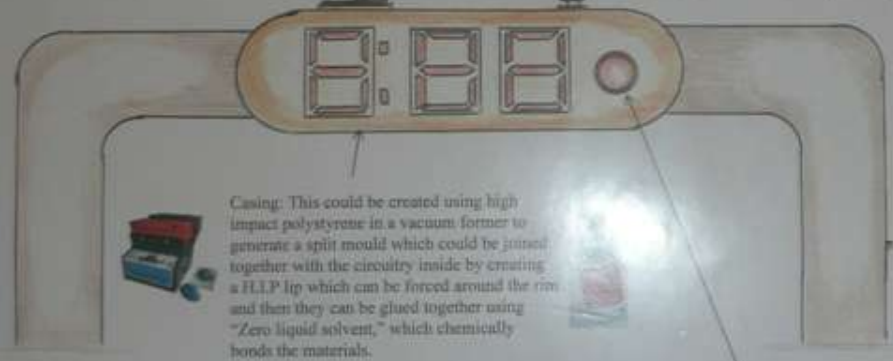 Casing: This could be created using high
impact polystyrene in a vacuum former to
generate a split mould which could be joined
together with the circuitry inside by creating
a H.I.P lip which can be forced around the rim
and then they can be glued together using
"Zero liquid solvent," which chemically
bonds the materials.